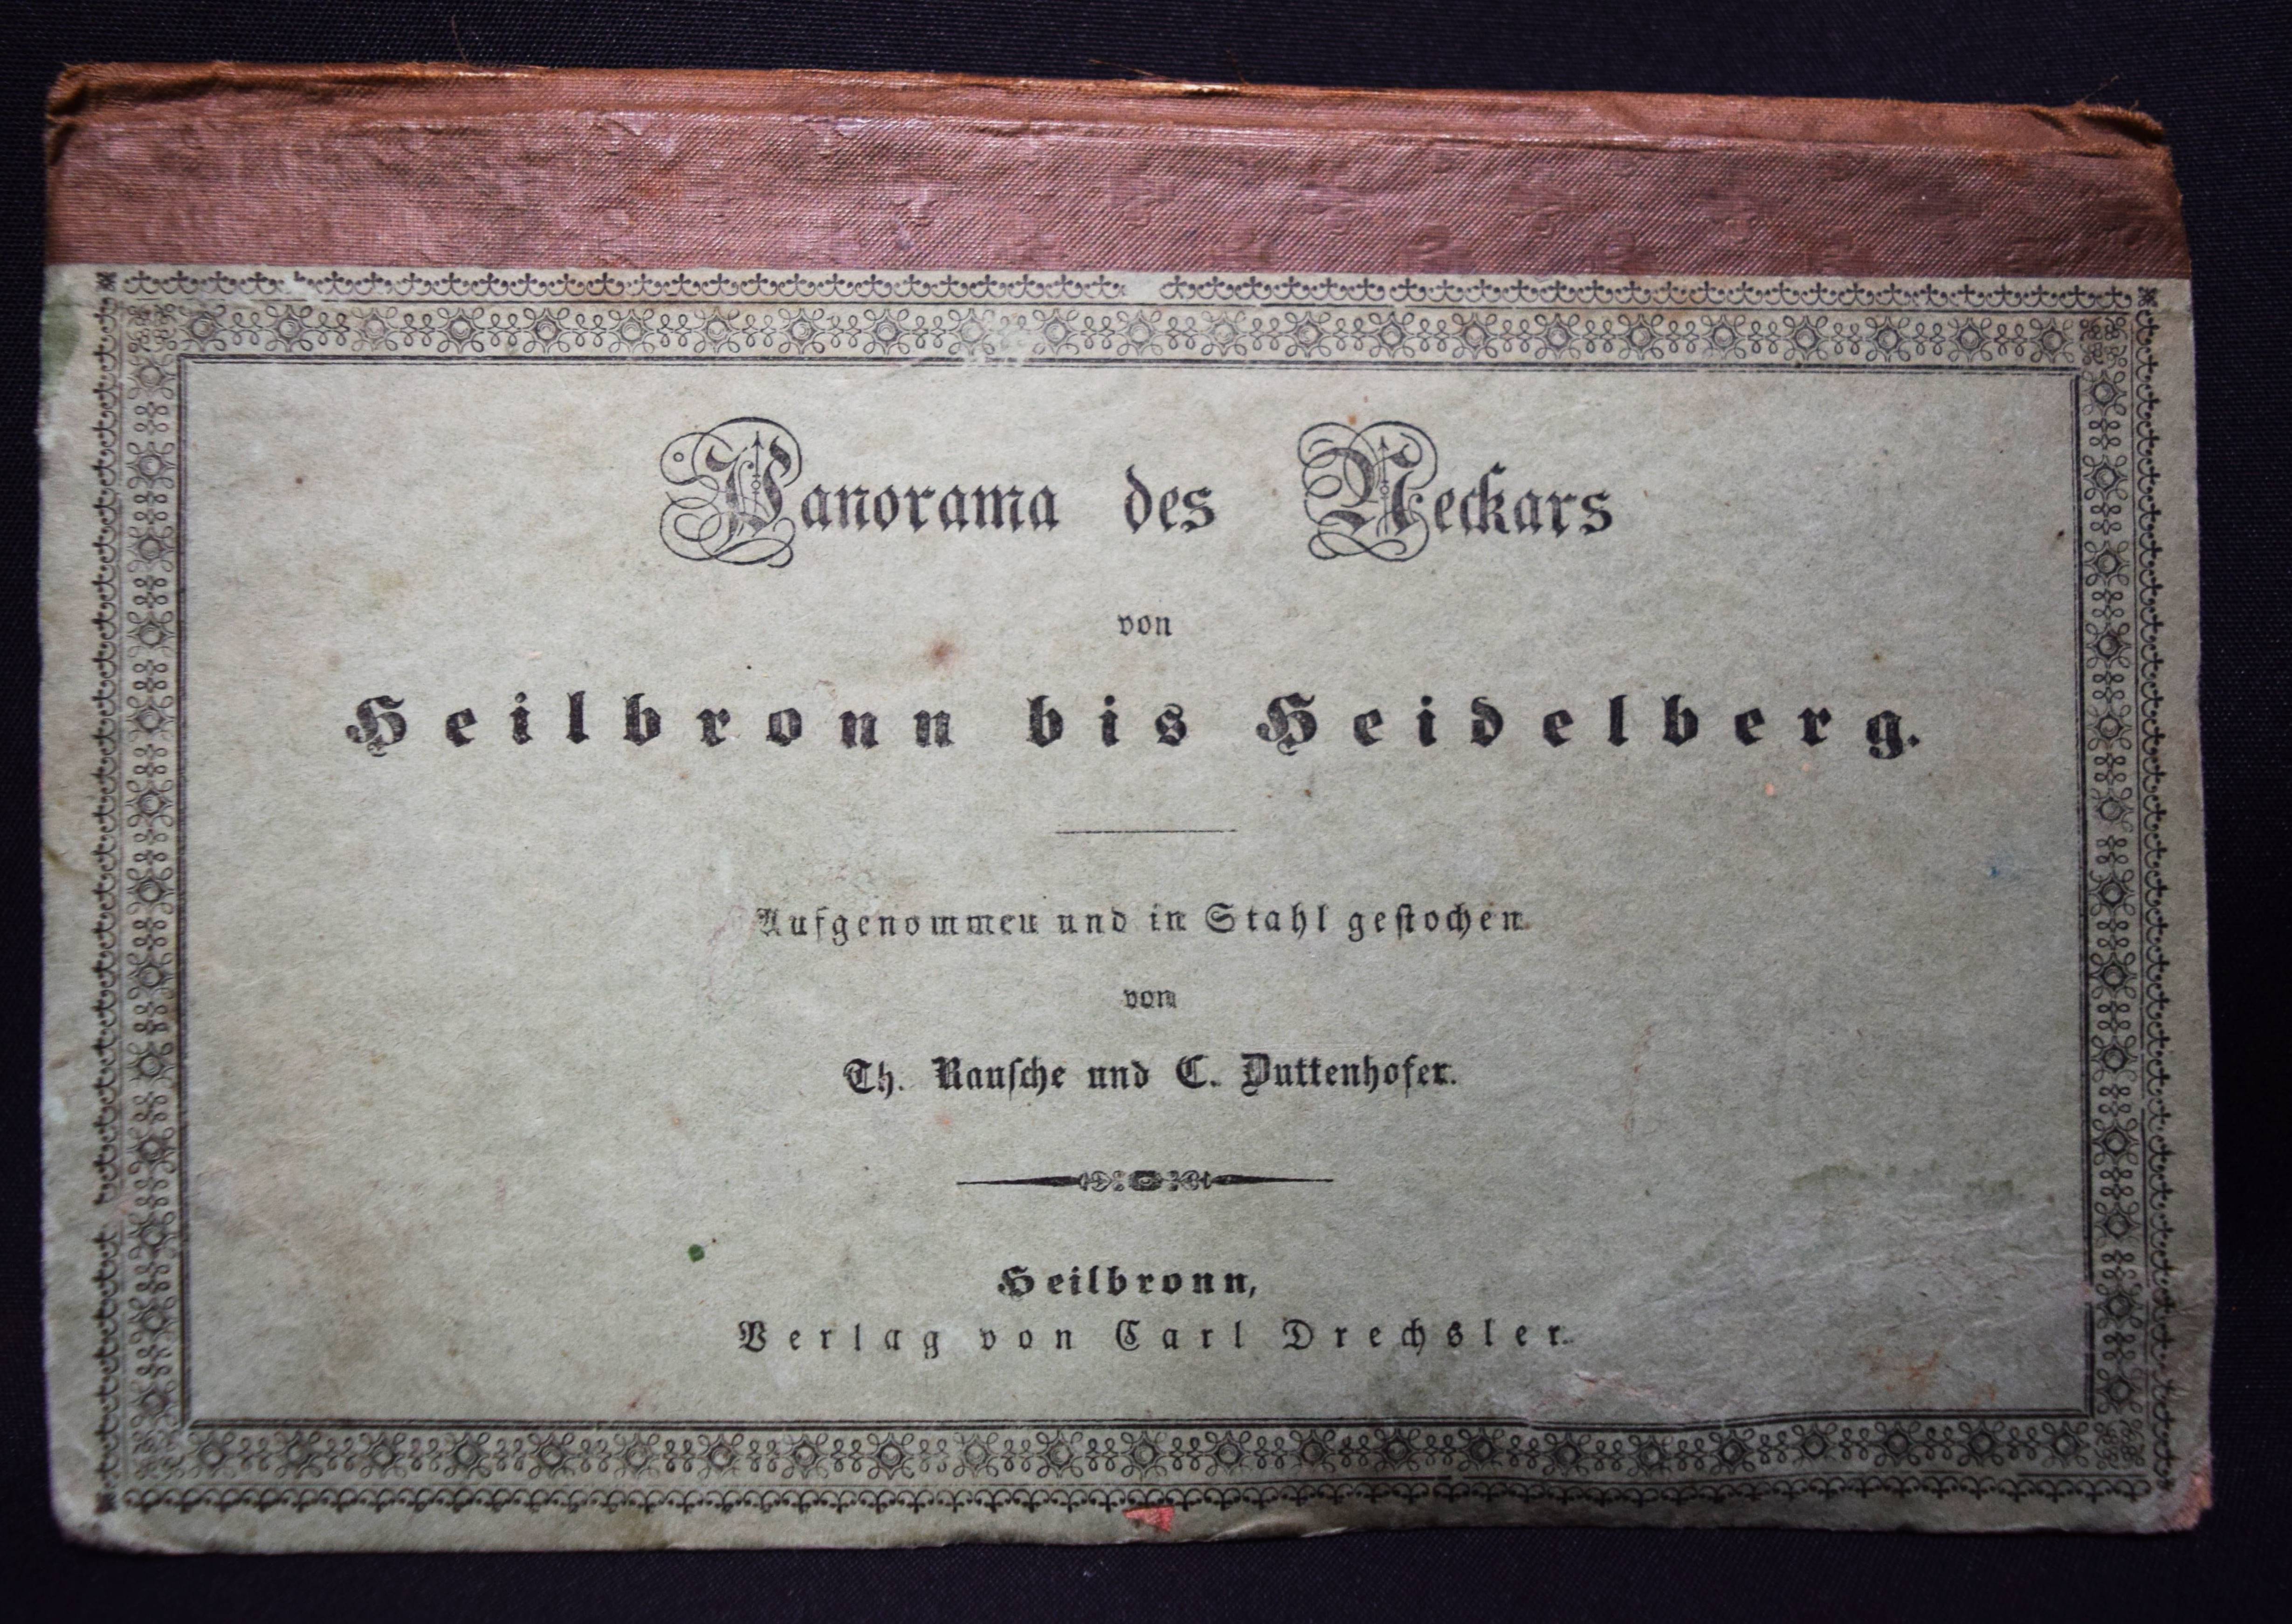 Panorama des Neckars
von
Heilbronn bis Heidelberg.
Aufgenommen und in Stahl gestochen
von
Th. Rausche und C. Duttenhofer.
Heilbronn,
Verlag von Carl Drechsler.